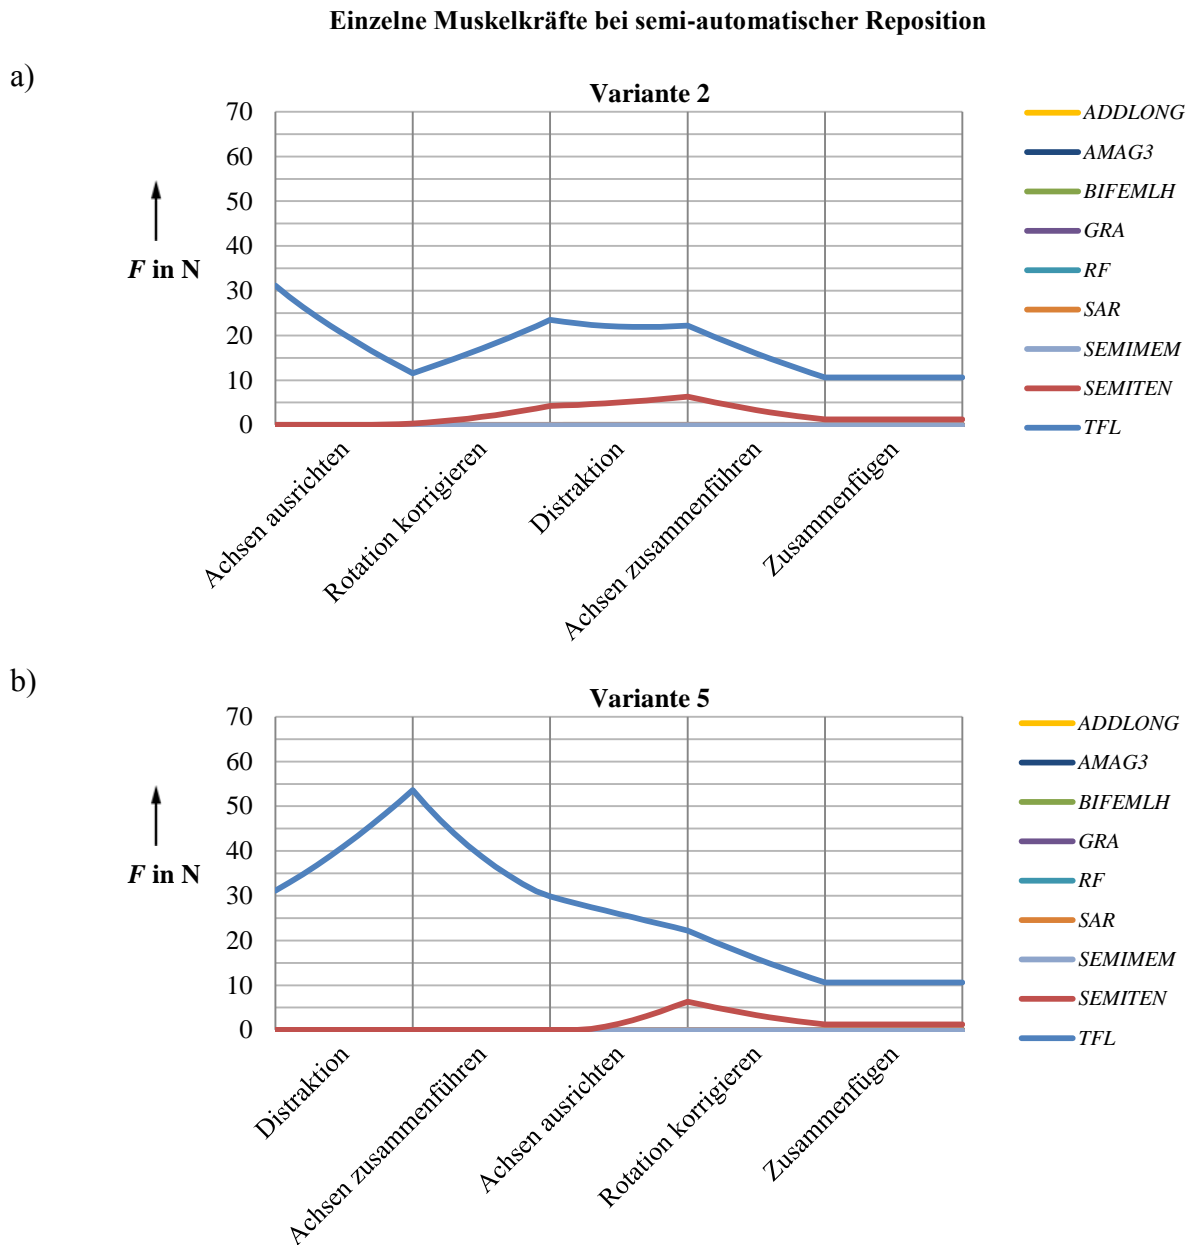 Einzelne Muskelkräfte bei semi-automatischer Reposition
a)
Variante 2
70
60
50
40
30
20
10
0
F in N
ADDLONG
AMAG3
BIFEMLH
GRA
RF
SAR
SEMIMEM
SEMITEN
TFL
Achsen ausrichten
Rotation korrigieren
Distraktion
Achsen zusammenführen
Zusammenfügen
b)
Variante 5
70
60
50
40
30
20
10
0
F in N
ADDLONG
AMAG3
BIFEMLH
GRA
RF
SAR
SEMIMEM
SEMITEN
TFL
Distraktion
Achsen zusammenführen
Achsen ausrichten
Rotation korrigieren
Zusammenfügen